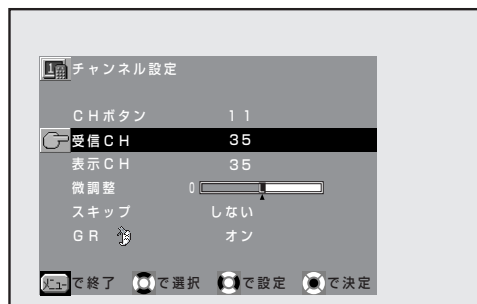 1 チャンネル設定
CHボタン 11
受信CH 35
表示CH 35
微調整 0
スキップ しない
GR オン
メニューで終了 で選択 で設定 で決定